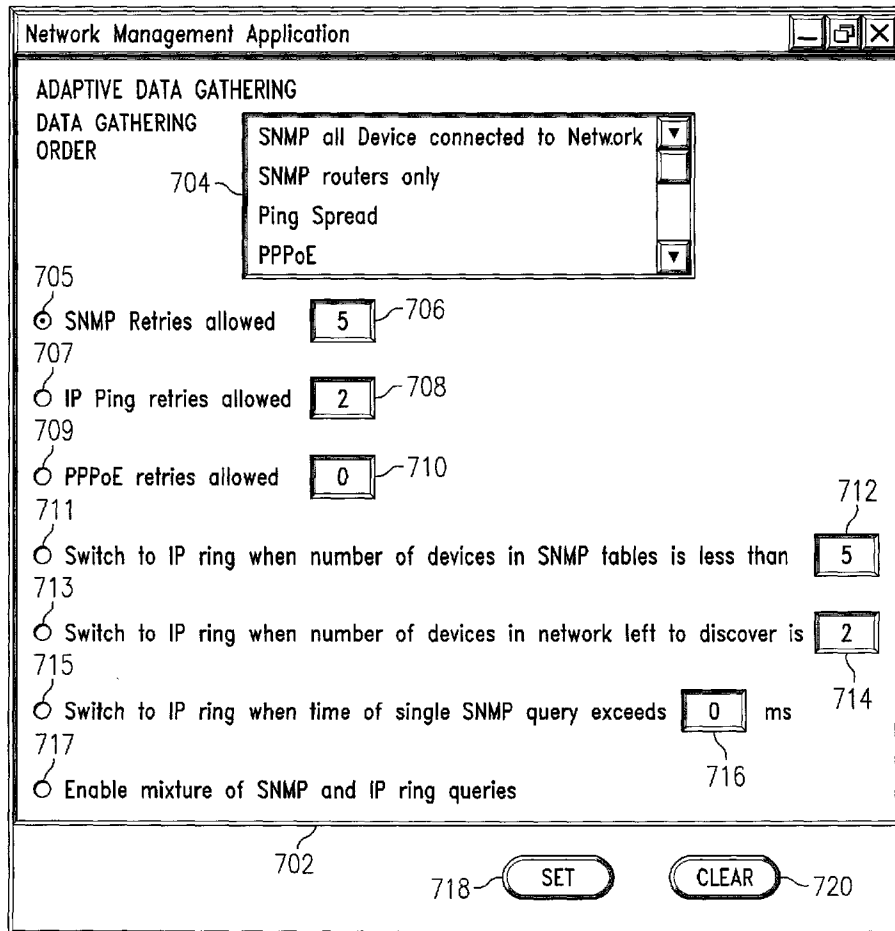 Network Management Application
ADAPTIVE DATA GATHERING
DATA GATHERING
ORDER
704
SNMP all Device connected to Network
SNMP routers only
Ping Spread
PPPoE
705
SNMP Retries allowed 5 706
707
IP Ping retries allowed 2 708
709
PPPoE retries allowed 0 710
711
712
Switch to IP ring when number of devices in SNMP tables is less than 5
713
Switch to IP ring when number of devices in network left to discover is 2
715
714
Switch to IP ring when time of single SNMP query exceeds 0 ms
717
716
Enable mixture of SNMP and IP ring queries
702
718 SET CLEAR 720